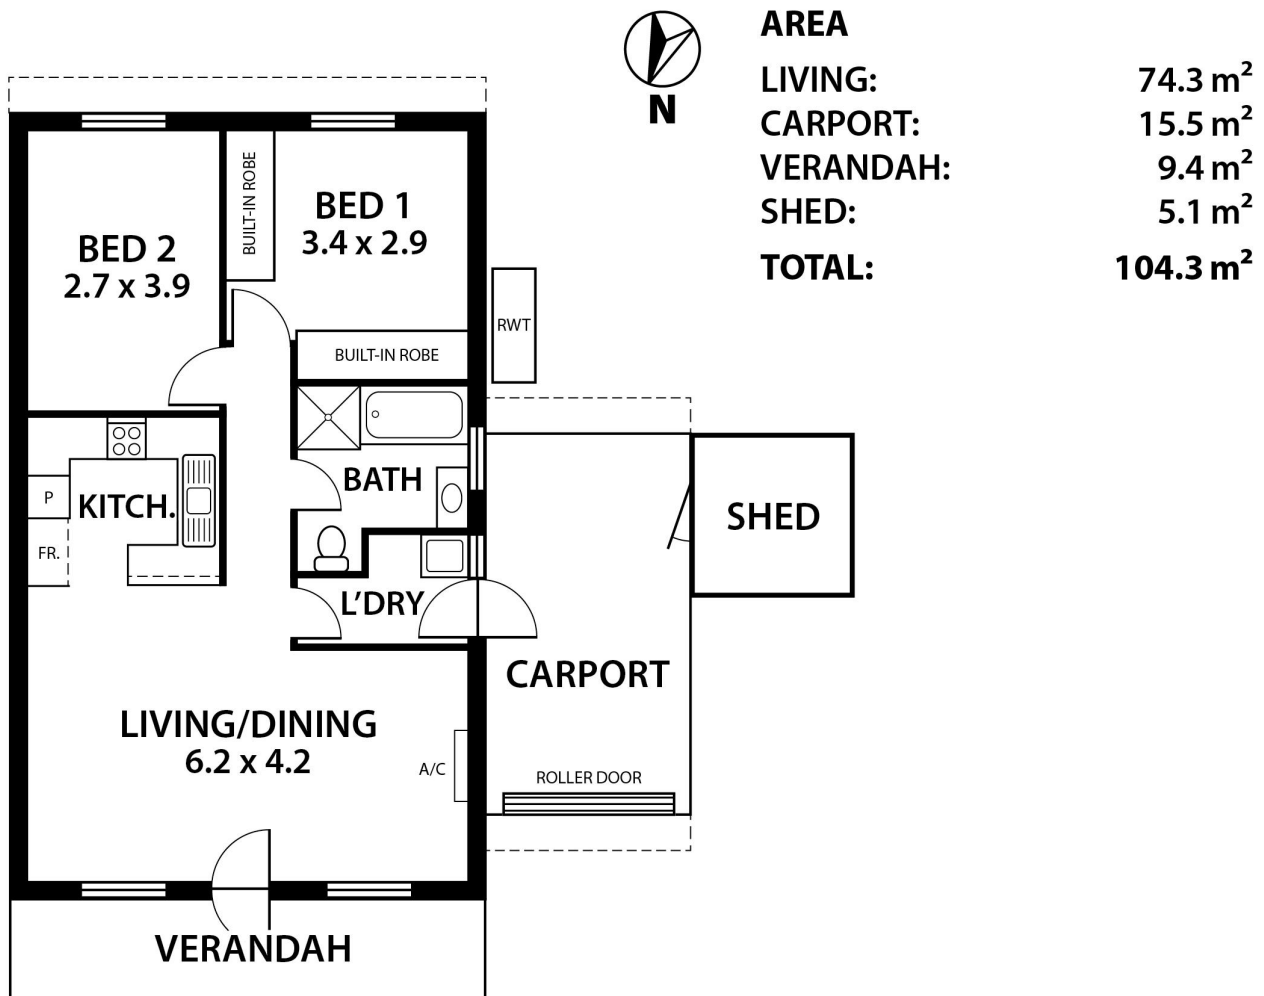 N
AREA
LIVING: 74.3 m²
CARPORT: 15.5 m²
VERANDAH: 9.4 m²
SHED: 5.1 m²
TOTAL: 104.3 m²
BUILT-IN ROBE
BED 1
3.4 x 2.9
BED 2
2.7 x 3.9
RWT
BUILT-IN ROBE
BATH
P
KITCH.
FR.
SHED
L'DRY
CARPORT
LIVING/DINING
6.2 x 4.2
A/C
ROLLER DOOR
VERANDAH